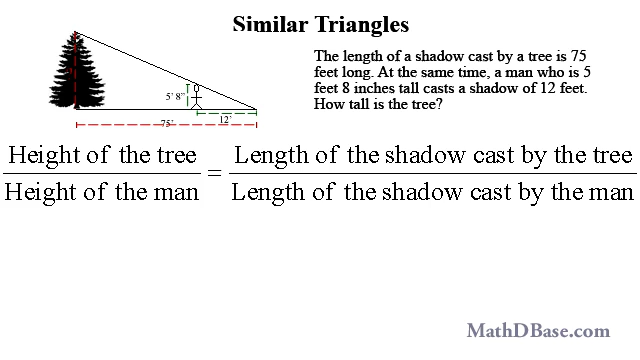 Similar Triangles
The length of a shadow cast by a tree is 75
feet long. At the same time, a man who is 5
feet 8 inches tall casts a shadow of 12 feet.
How tall is the tree?
5' 8"
12'
75'
Height of the tree
Height of the man
=
Length of the shadow cast by the tree
Length of the shadow cast by the man
MathDBase.com